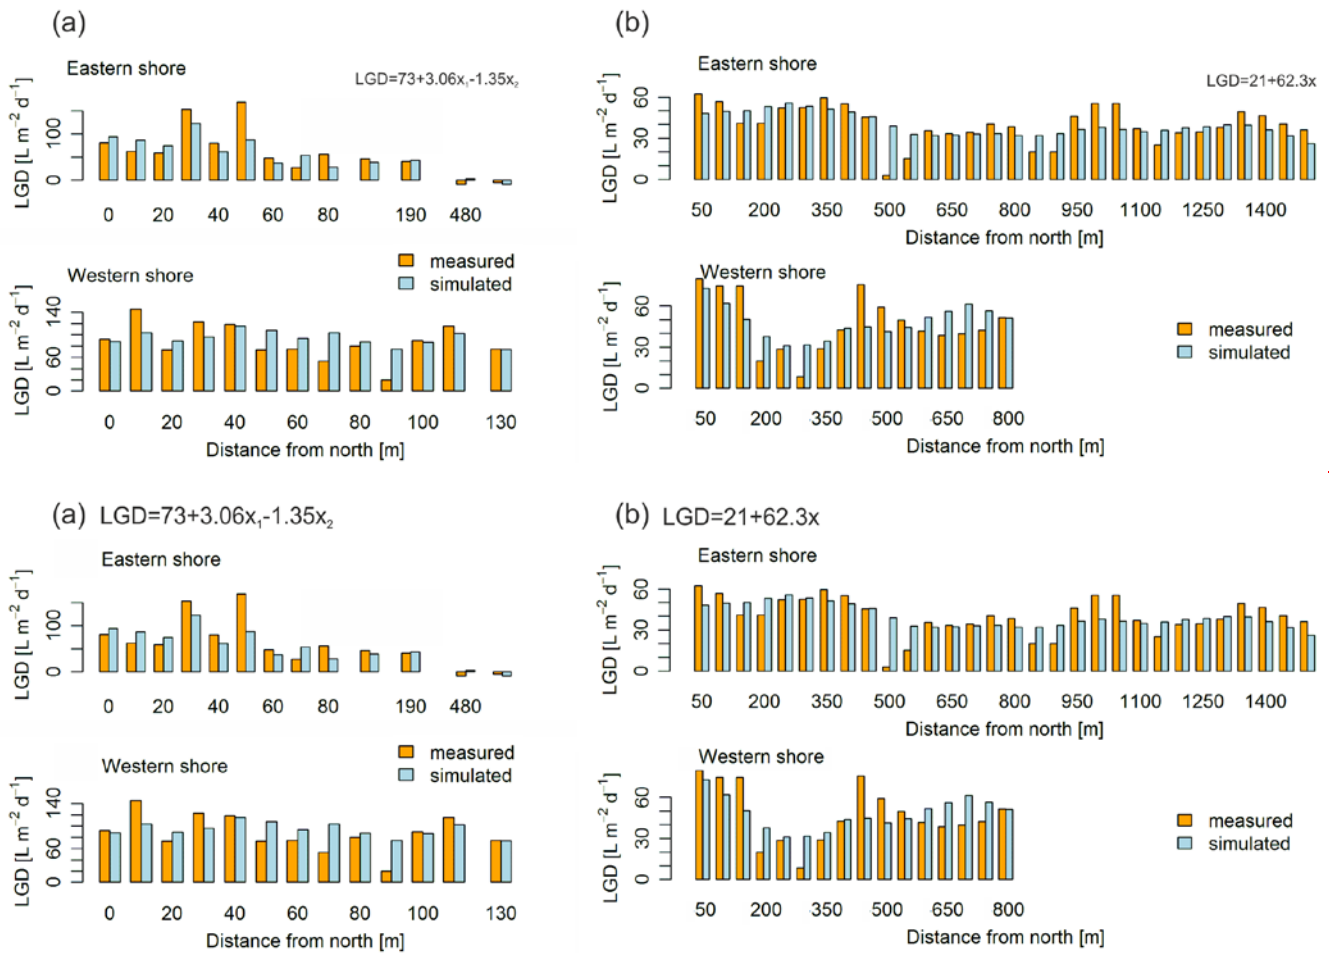 (a)
Eastern shore
LGD=73+3.06x₁-1.35x₂
LGD [L m⁻² d⁻¹]
0 100
0 20 40 60 80 190 480
Western shore
measured
simulated
LGD [L m⁻² d⁻¹]
0 60 140
0 20 40 60 80 100 130
Distance from north [m]
(b)
Eastern shore
LGD=21+62.3x
LGD [L m⁻² d⁻¹]
0 30 60
50 200 350 500 650 800 950 1100 1250 1400
Distance from north [m]
Western shore
measured
simulated
LGD [L m⁻² d⁻¹]
0 30 60
50 200 350 500 650 800
Distance from north [m]
(a) LGD=73+3.06x₁-1.35x₂
Eastern shore
LGD [L m⁻² d⁻¹]
0 100
0 20 40 60 80 190 480
Western shore
measured
simulated
LGD [L m⁻² d⁻¹]
0 60 140
0 20 40 60 80 100 130
Distance from north [m]
(b) LGD=21+62.3x
Eastern shore
LGD [L m⁻² d⁻¹]
0 30 60
50 200 350 500 650 800 950 1100 1250 1400
Distance from north [m]
Western shore
measured
simulated
LGD [L m⁻² d⁻¹]
0 30 60
50 200 350 500 650 800
Distance from north [m]